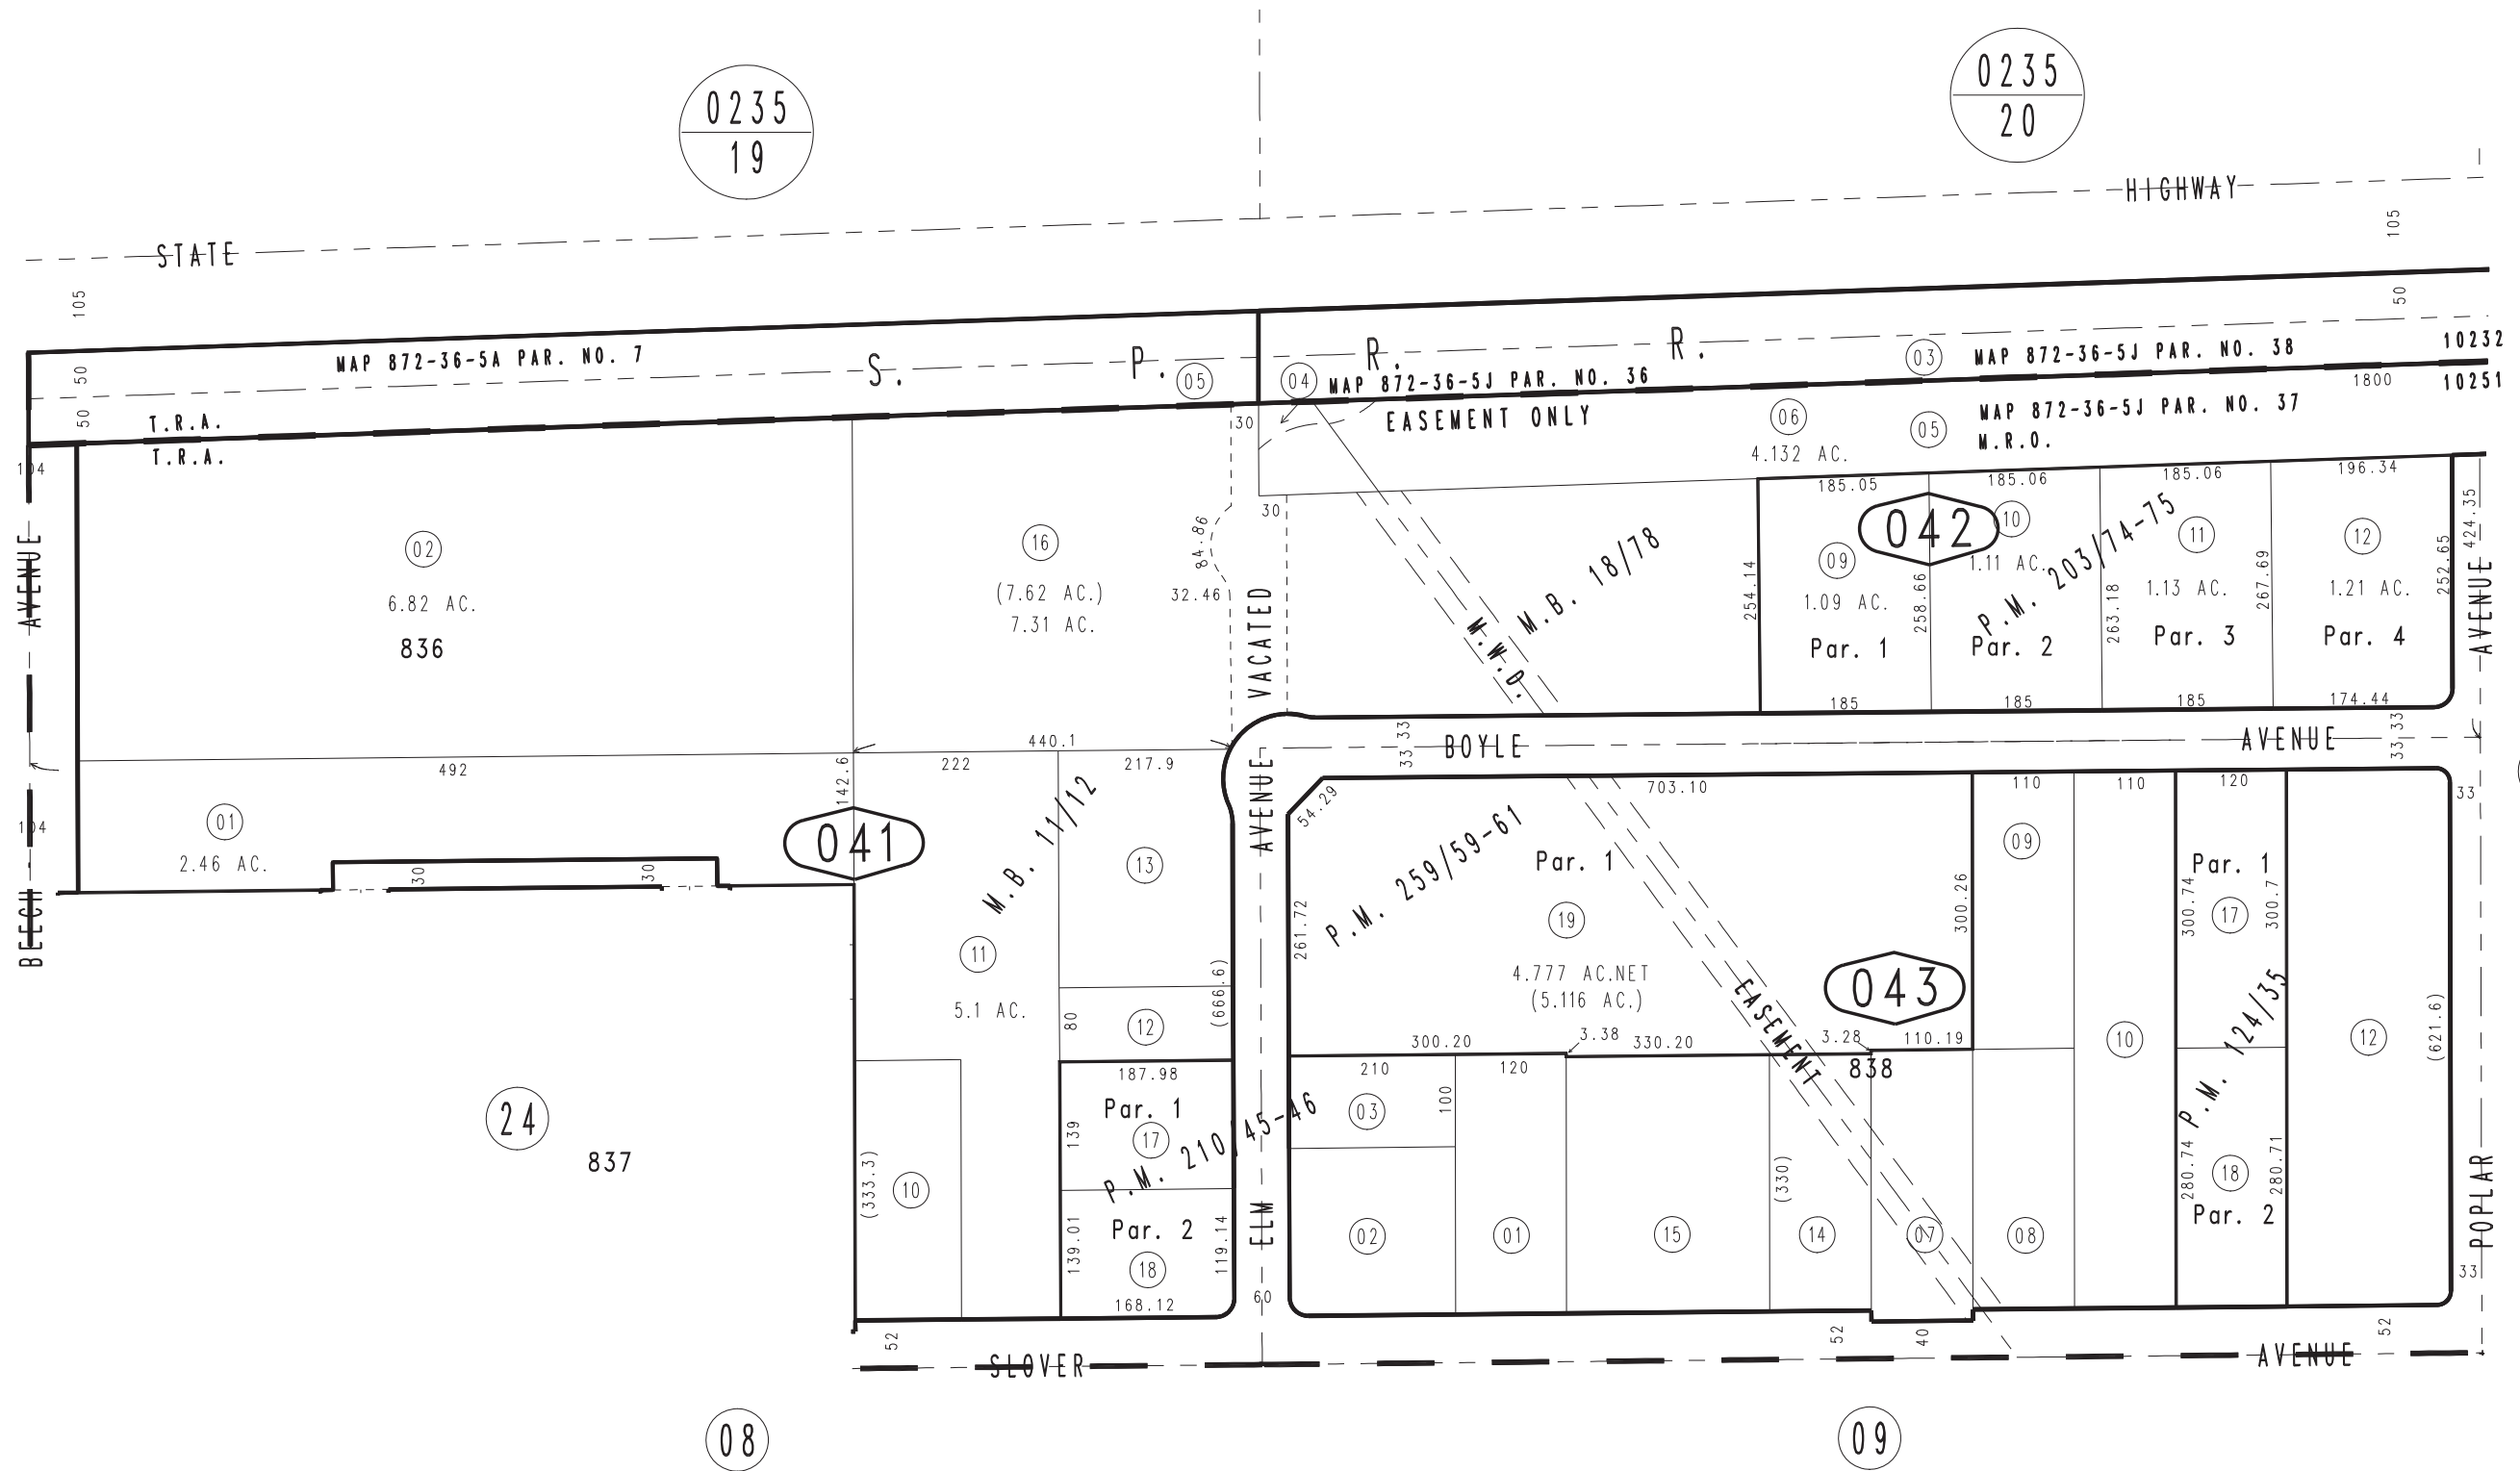 0235
19
0235
20
STATE
HIGHWAY
105
105
50
50
50
MAP 872-36-5A PAR. NO. 7
S. P. R. R.
05
04
MAP 872-36-5J PAR. NO. 36
03
MAP 872-36-5J PAR. NO. 38
10232
10251
1800
T.R.A.
T.R.A.
30
EASEMENT ONLY
06
4.132 AC.
05
MAP 872-36-5J PAR. NO. 37
M.R.O.
104
02
6.82 AC.
836
16
(7.62 AC.)
7.31 AC.
84.86
32.46
30
VACATED
M.W.D.
M.B. 18/78
042
185.05
185.06
185.06
196.34
09
1.09 AC.
Par. 1
10
1.11 AC.
Par. 2
11
1.13 AC.
Par. 3
12
1.21 AC.
Par. 4
254.14
258.66
263.18
267.69
252.65
424.35
P.M. 203/74-75
185
185
185
174.44
BEECH AVENUE
492
440.1
222
217.9
142.6
33 33
BOYLE AVENUE
33 33
01
2.46 AC.
104
30
30
041
M.B. 11/12
13
54.29
703.10
110
110
120
33
P.M. 259/59-61
Par. 1
19
4.777 AC.NET
(5.116 AC.)
261.72
300.26
09
Par. 1
17
300.74
300.7
11
5.1 AC.
(666.6)
80
12
043
EASEMENT
300.20
3.38
330.20
3.28
110.19
838
10
P.M. 124/35
12
(621.6)
24
837
187.98
Par. 1
17
139
P.M. 210/45-46
210
120
03
100
(333.3)
10
139.01
Par. 2
18
119.14
168.12
ELM AVENUE
60
02
01
15
(330)
14
07
08
280.74
18
280.71
Par. 2
POPLAR AVENUE
33
52
52
40
52
SLOVER AVENUE
08
09